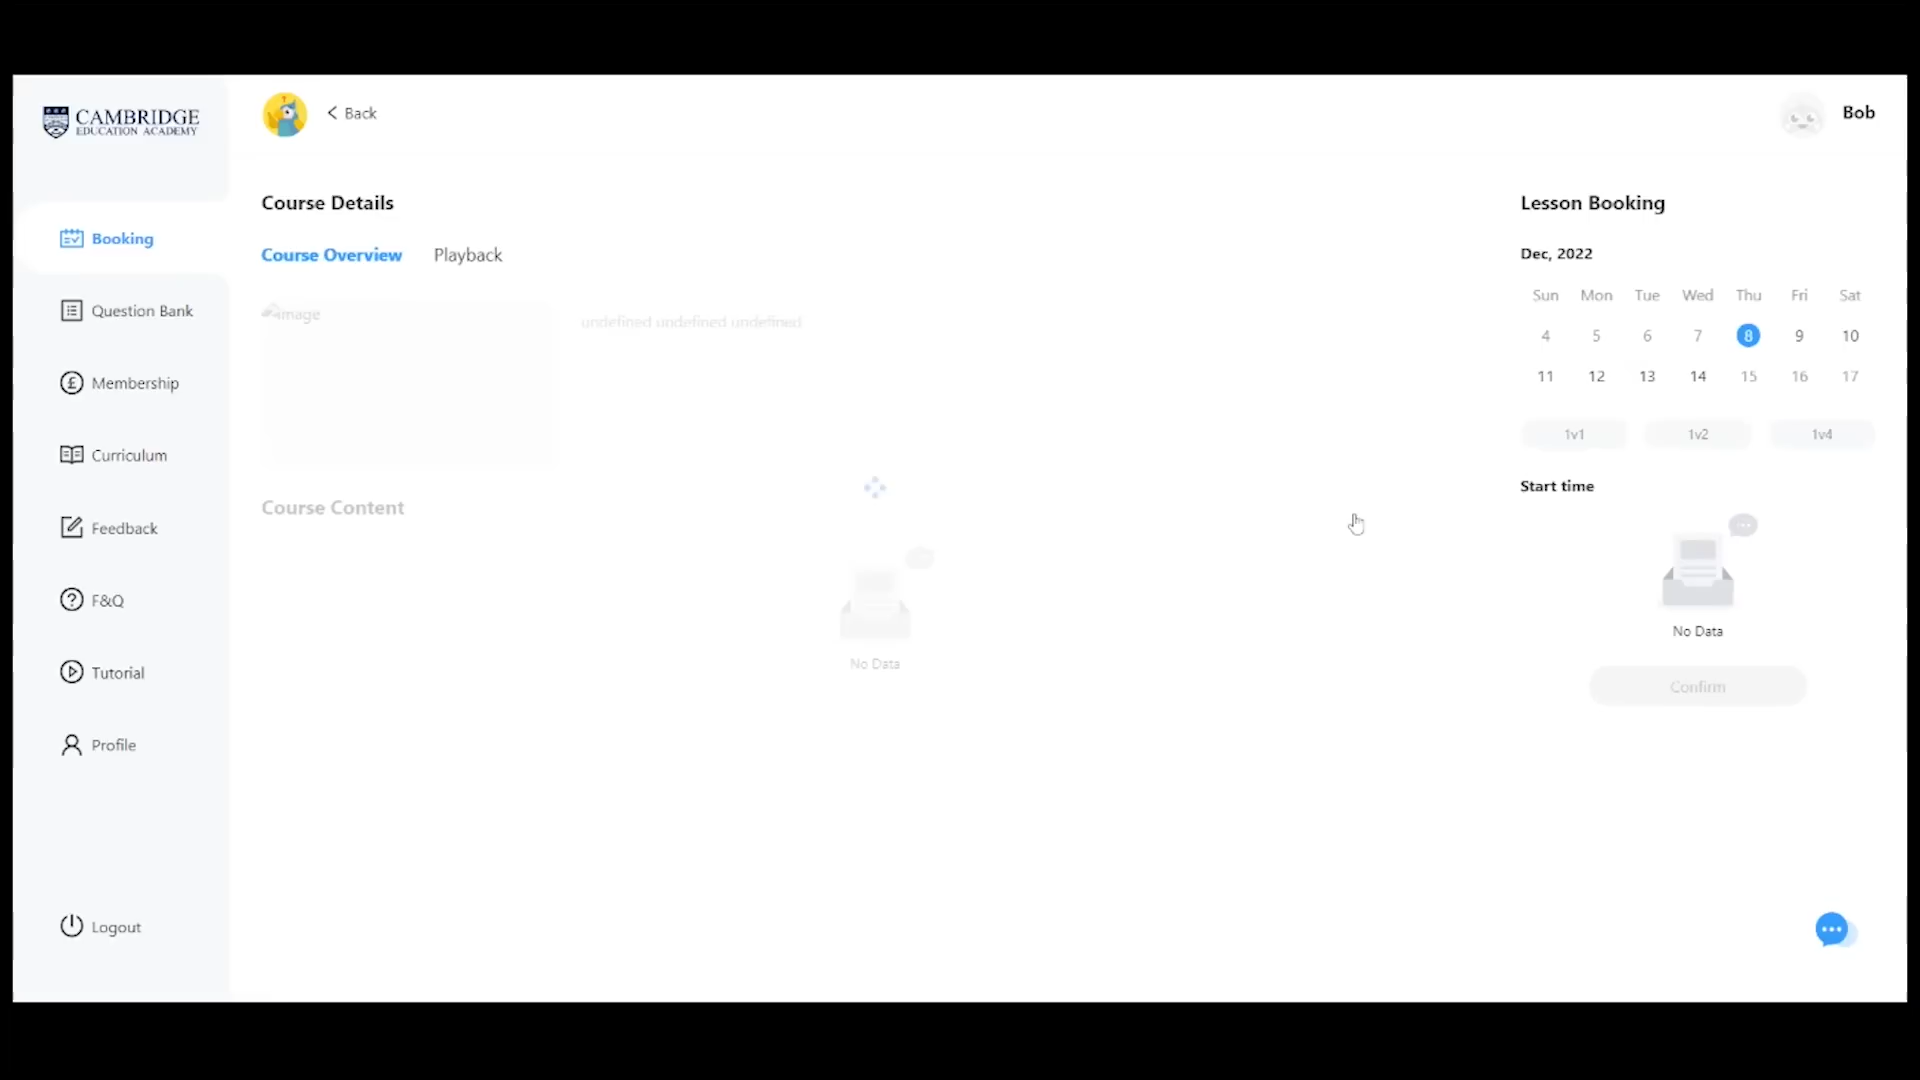 CAMBRIDGE
EDUCATION ACADEMY
Back
Bob
Booking
Question Bank
Membership
Curriculum
Feedback
F&Q
Tutorial
Profile
Logout
Course Details
Course Overview Playback
image
undefined undefined undefined
Course Content
No Data
Lesson Booking
Dec, 2022
Sun Mon Tue Wed Thu Fri Sat
4 5 6 7 8 9 10
11 12 13 14 15 16 17
1v1 1v2 1v4
Start time
No Data
Confirm